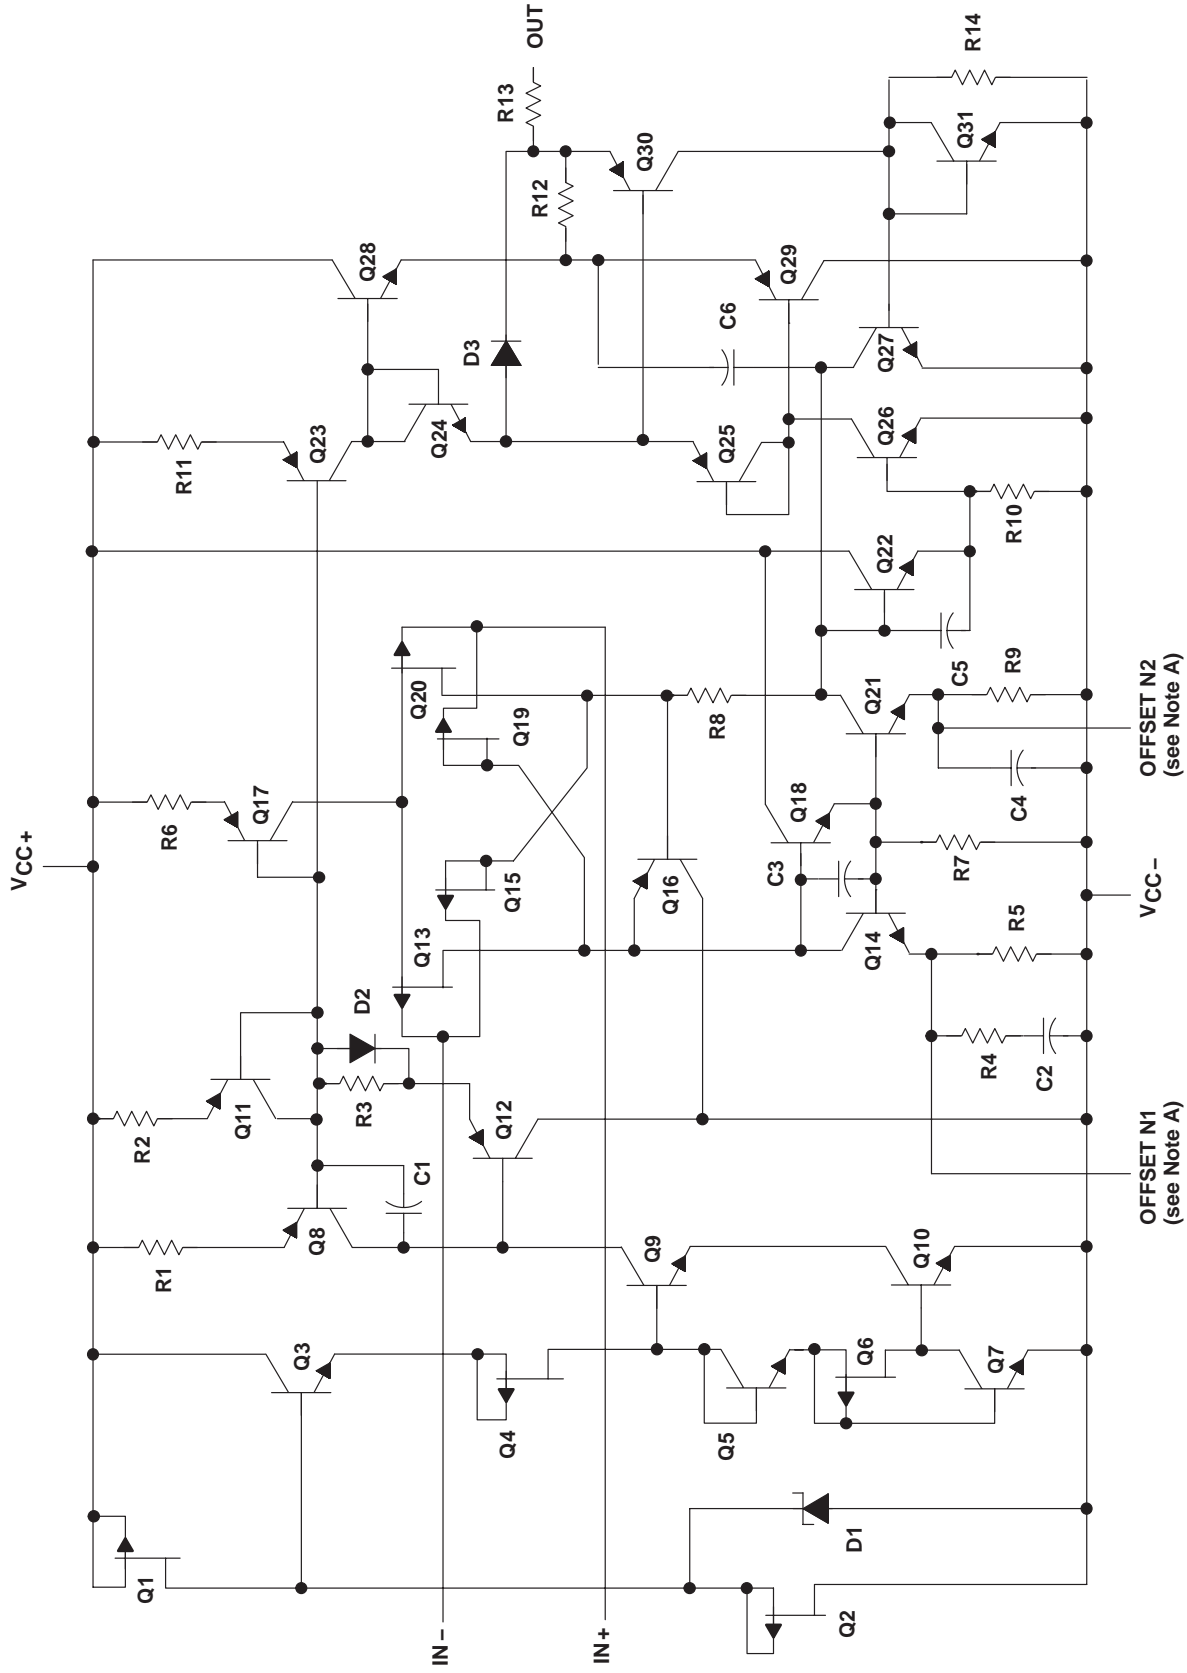 VCC+
Q1
R1
R2
R6
R11
Q3
Q8
Q11
Q17
Q23
Q28
R3
D2
C1
Q12
Q13
Q20
Q15
Q19
Q24
D3
R12
R13
OUT
IN−
Q4
IN+
Q9
Q16
R8
Q25
Q30
Q5
C3
Q18
C6
Q29
D1
Q2
Q6
Q10
Q14
Q21
Q22
Q26
Q27
Q7
C5
Q31
R14
R4
C2
R5
R7
C4
R9
R10
OFFSET N1
(see Note A)
VCC−
OFFSET N2
(see Note A)